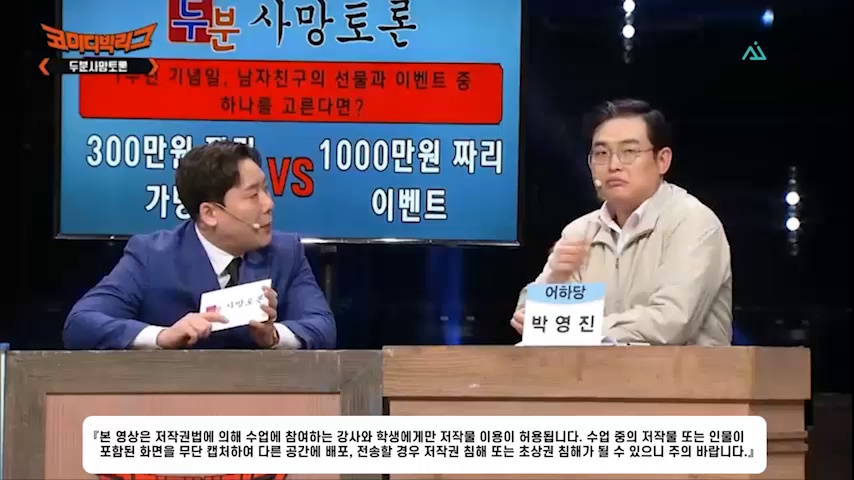 코미디빅리그
두분사망토론
두분 사망토론
기념일, 남자친구의 선물과 이벤트 중
하나를 고른다면?
300만원
VS
1000만원 짜리
이벤트
사망토론
어하당
박영진
『본 영상은 저작권법에 의해 수업에 참여하는 강사와 학생에게만 저작물 이용이 허용됩니다. 수업 중의 저작물 또는 인물이
포함된 화면을 무단 캡처하여 다른 공간에 배포, 전송할 경우 저작권 침해 또는 초상권 침해가 될 수 있으니 주의 바랍니다.』